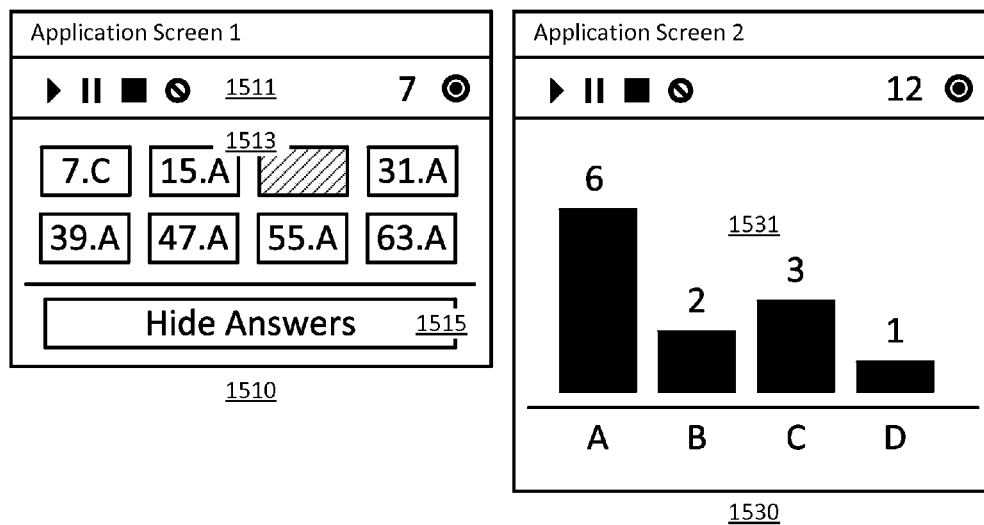 Application Screen 1
1511 7
1513
7.C 15.A 31.A
39.A 47.A 55.A 63.A
Hide Answers 1515
1510
Application Screen 2
12
6
1531
3
2
1
A B C D
1530